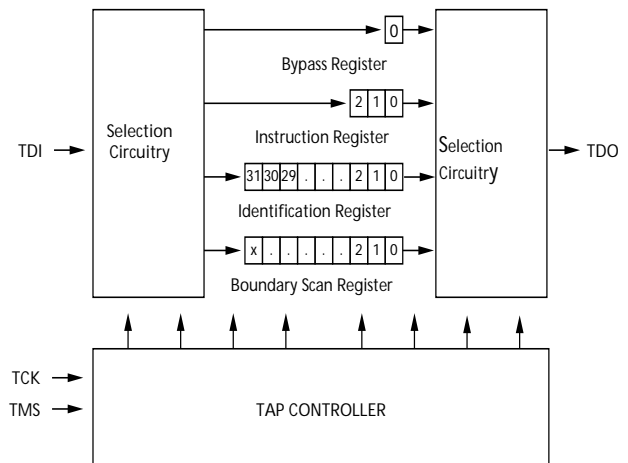 0
Bypass Register
2 1 0
Selection
Circuitry
Selection
Circuitry
TDI
TDO
Instruction Register
31 30 29 . . . 2 1 0
Identification Register
x . . . . . 2 1 0
Boundary Scan Register
TCK
TMS
TAP CONTROLLER